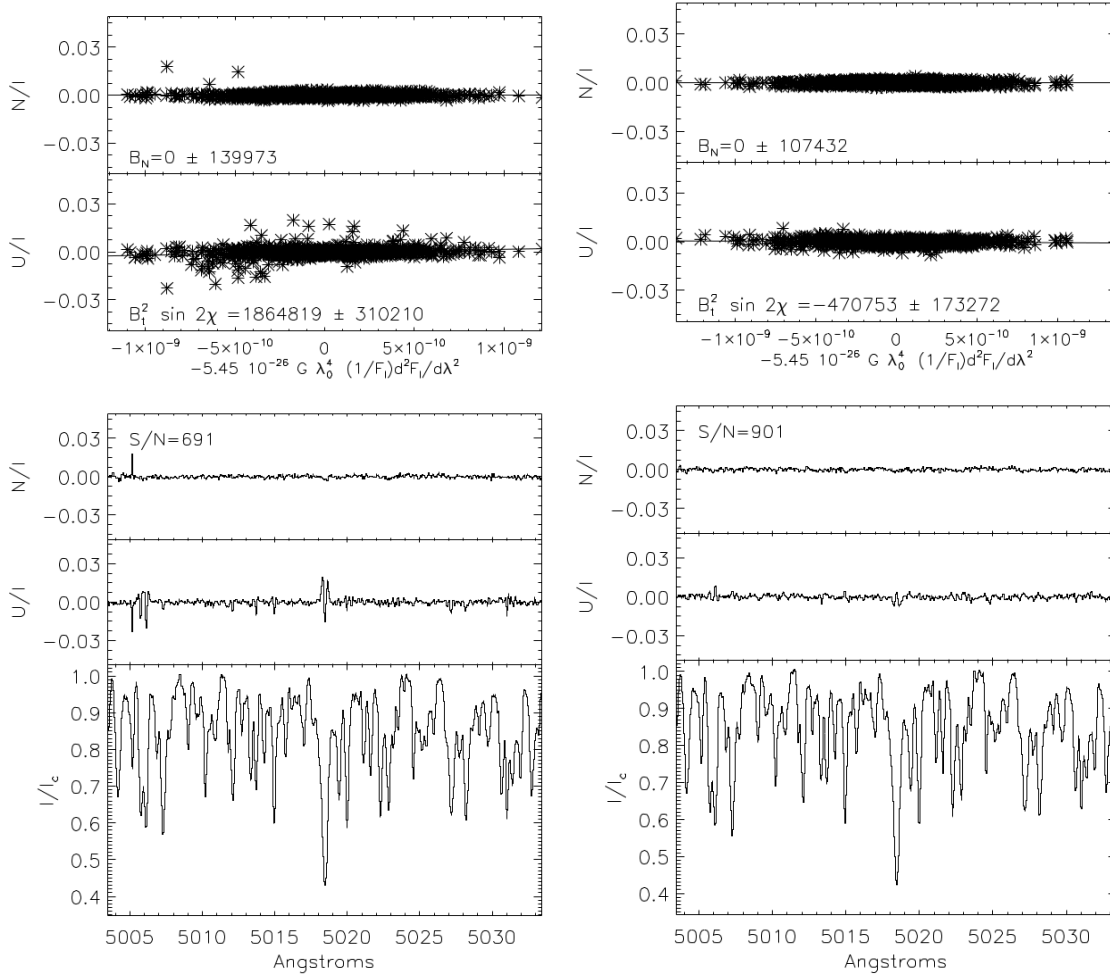 N/I
0.03
0.00
−0.03
B_N=0 ± 139973
U/I
0.03
0.00
−0.03
B_t^2 sin 2χ =1864819 ± 310210
−1×10^−9 −5×10^−10 0 5×10^−10 1×10^−9
−5.45 10^−26 G λ_0^4 (1/F_I)d^2F_I/dλ^2
N/I
0.03
0.00
−0.03
B_N=0 ± 107432
U/I
0.03
0.00
−0.03
B_t^2 sin 2χ =−470753 ± 173272
−1×10^−9 −5×10^−10 0 5×10^−10 1×10^−9
−5.45 10^−26 G λ_0^4 (1/F_I)d^2F_I/dλ^2
N/I
0.03
0.00
−0.03
S/N=691
U/I
0.03
0.00
−0.03
I/I_c
1.0
0.9
0.8
0.7
0.6
0.5
0.4
5005 5010 5015 5020 5025 5030
Angstroms
N/I
0.03
0.00
−0.03
S/N=901
U/I
0.03
0.00
−0.03
I/I_c
1.0
0.9
0.8
0.7
0.6
0.5
0.4
5005 5010 5015 5020 5025 5030
Angstroms